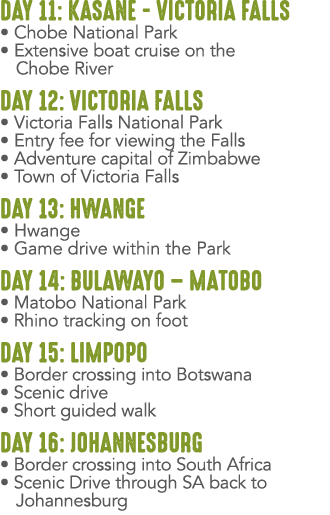 DAY 11: KASANE - VICTORIA FALLS
• Chobe National Park
• Extensive boat cruise on the
Chobe River
DAY 12: VICTORIA FALLS
• Victoria Falls National Park
• Entry fee for viewing the Falls
• Adventure capital of Zimbabwe
• Town of Victoria Falls
DAY 13: HWANGE
• Hwange
• Game drive within the Park
DAY 14: BULAWAYO – MATOBO
• Matobo National Park
• Rhino tracking on foot
DAY 15: LIMPOPO
• Border crossing into Botswana
• Scenic drive
• Short guided walk
DAY 16: JOHANNESBURG
• Border crossing into South Africa
• Scenic Drive through SA back to
Johannesburg